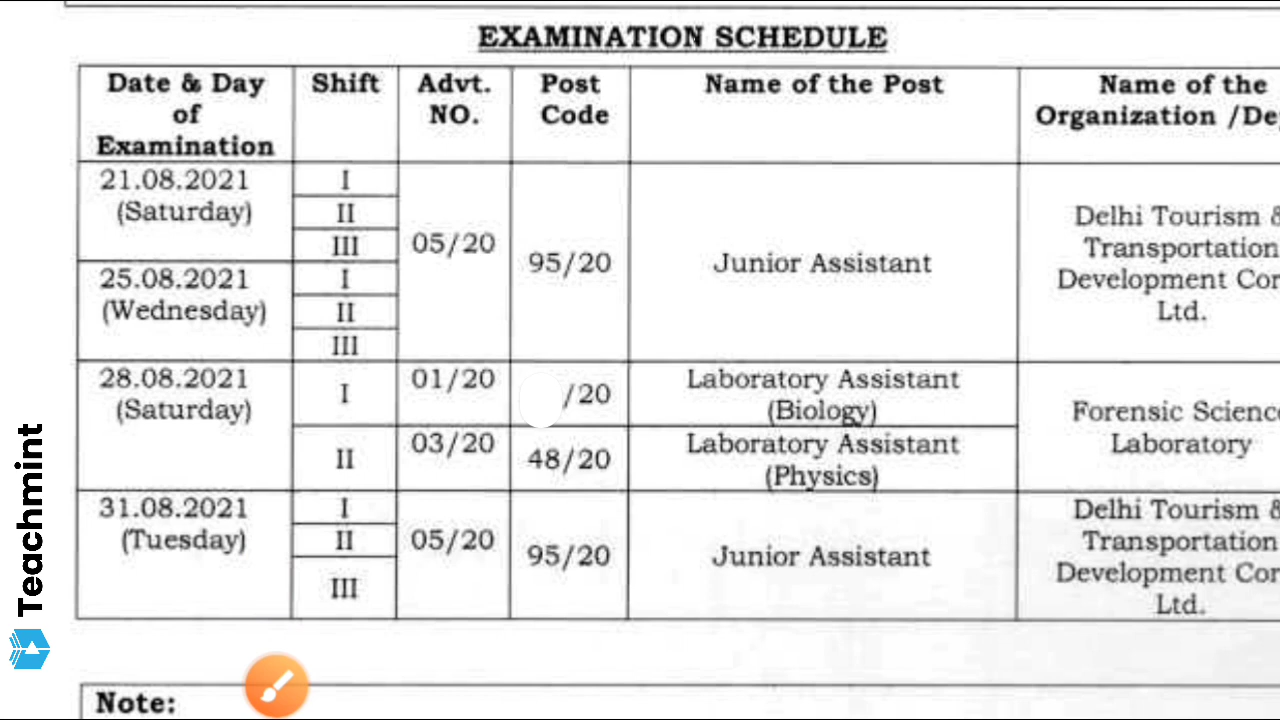 EXAMINATION SCHEDULE
Date & Day of Examination Shift Advt. NO. Post Code Name of the Post Name of the Organization /De
21.08.2021 (Saturday) I 05/20 95/20 Junior Assistant Delhi Tourism & Transportation Development Cor Ltd.
II
III
25.08.2021 (Wednesday) I
II
III
28.08.2021 (Saturday) I 01/20 /20 Laboratory Assistant (Biology) Forensic Science Laboratory
II 03/20 48/20 Laboratory Assistant (Physics)
31.08.2021 (Tuesday) I 05/20 95/20 Junior Assistant Delhi Tourism & Transportation Development Cor Ltd.
II
III
Note:
Teachmint